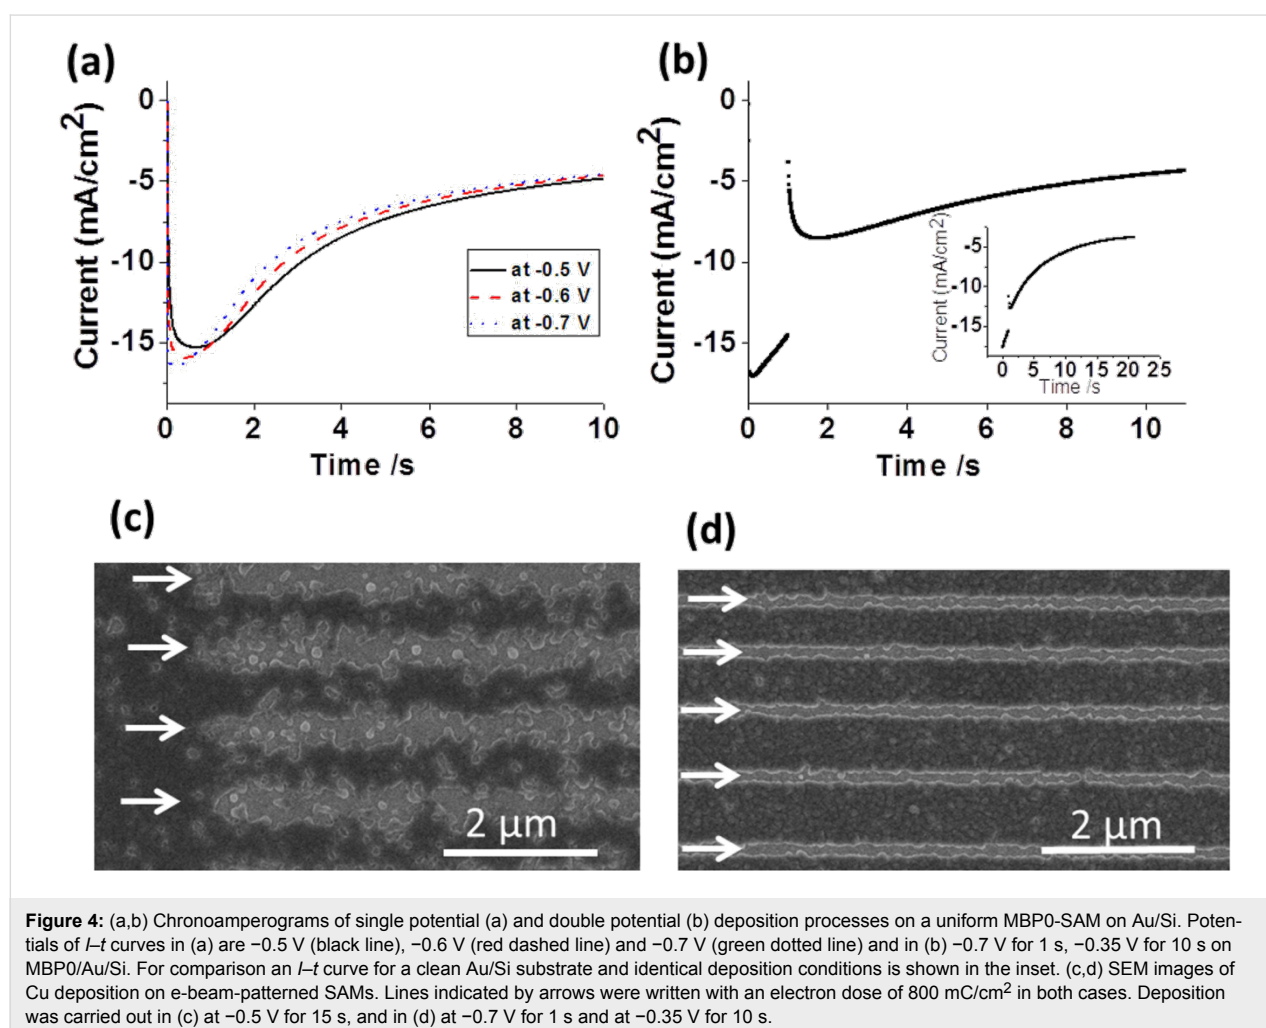 (a)
(b)
0
-5
-10
-15
Current (mA/cm²)
at -0.5 V
at -0.6 V
at -0.7 V
0 2 4 6 8 10
Time /s
0
-5
-10
-15
Current (mA/cm²)
-5
-10
-15
Current (mA/cm2)
0 5 10 15 20 25
Time /s
0 2 4 6 8 10
Time /s
(c)
(d)
2 µm
2 µm
Figure 4: (a,b) Chronoamperograms of single potential (a) and double potential (b) deposition processes on a uniform MBP0-SAM on Au/Si. Poten-
tials of I–t curves in (a) are −0.5 V (black line), −0.6 V (red dashed line) and −0.7 V (green dotted line) and in (b) −0.7 V for 1 s, −0.35 V for 10 s on
MBP0/Au/Si. For comparison an I–t curve for a clean Au/Si substrate and identical deposition conditions is shown in the inset. (c,d) SEM images of
Cu deposition on e-beam-patterned SAMs. Lines indicated by arrows were written with an electron dose of 800 mC/cm² in both cases. Deposition
was carried out in (c) at −0.5 V for 15 s, and in (d) at −0.7 V for 1 s and at −0.35 V for 10 s.